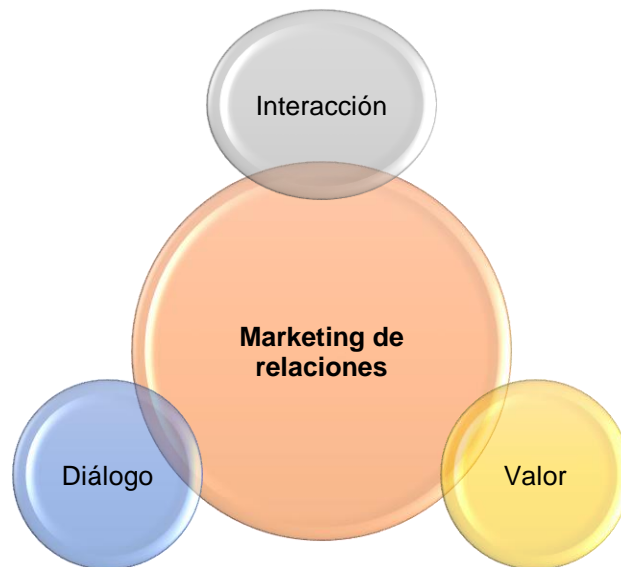 Interacción
Marketing de
relaciones
Diálogo
Valor